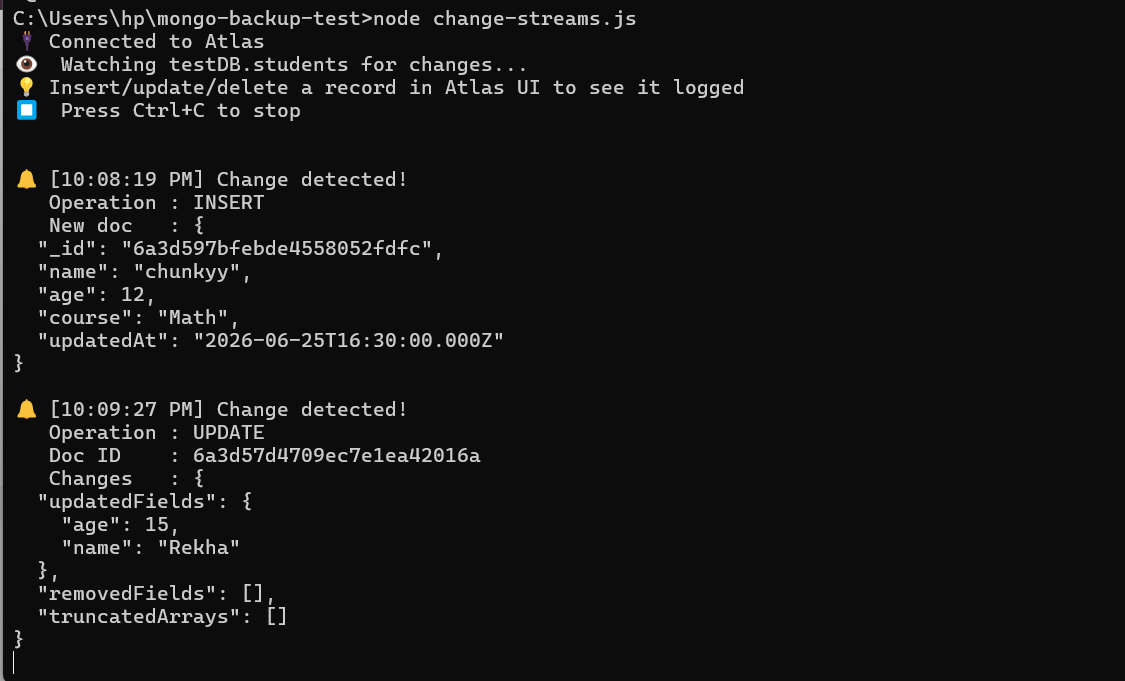 C:\Users\hp\mongo-backup-test>node change-streams.js
🔌 Connected to Atlas
👁️  Watching testDB.students for changes...
💡 Insert/update/delete a record in Atlas UI to see it logged
⏹️  Press Ctrl+C to stop
🔔 [10:08:19 PM] Change detected!
   Operation : INSERT
   New doc   : {
  "_id": "6a3d597bfebde4558052fdfc",
  "name": "chunkyy",
  "age": 12,
  "course": "Math",
  "updatedAt": "2026-06-25T16:30:00.000Z"
}
🔔 [10:09:27 PM] Change detected!
   Operation : UPDATE
   Doc ID    : 6a3d57d4709ec7e1ea42016a
   Changes   : {
  "updatedFields": {
    "age": 15,
    "name": "Rekha"
  },
  "removedFields": [],
  "truncatedArrays": []
}